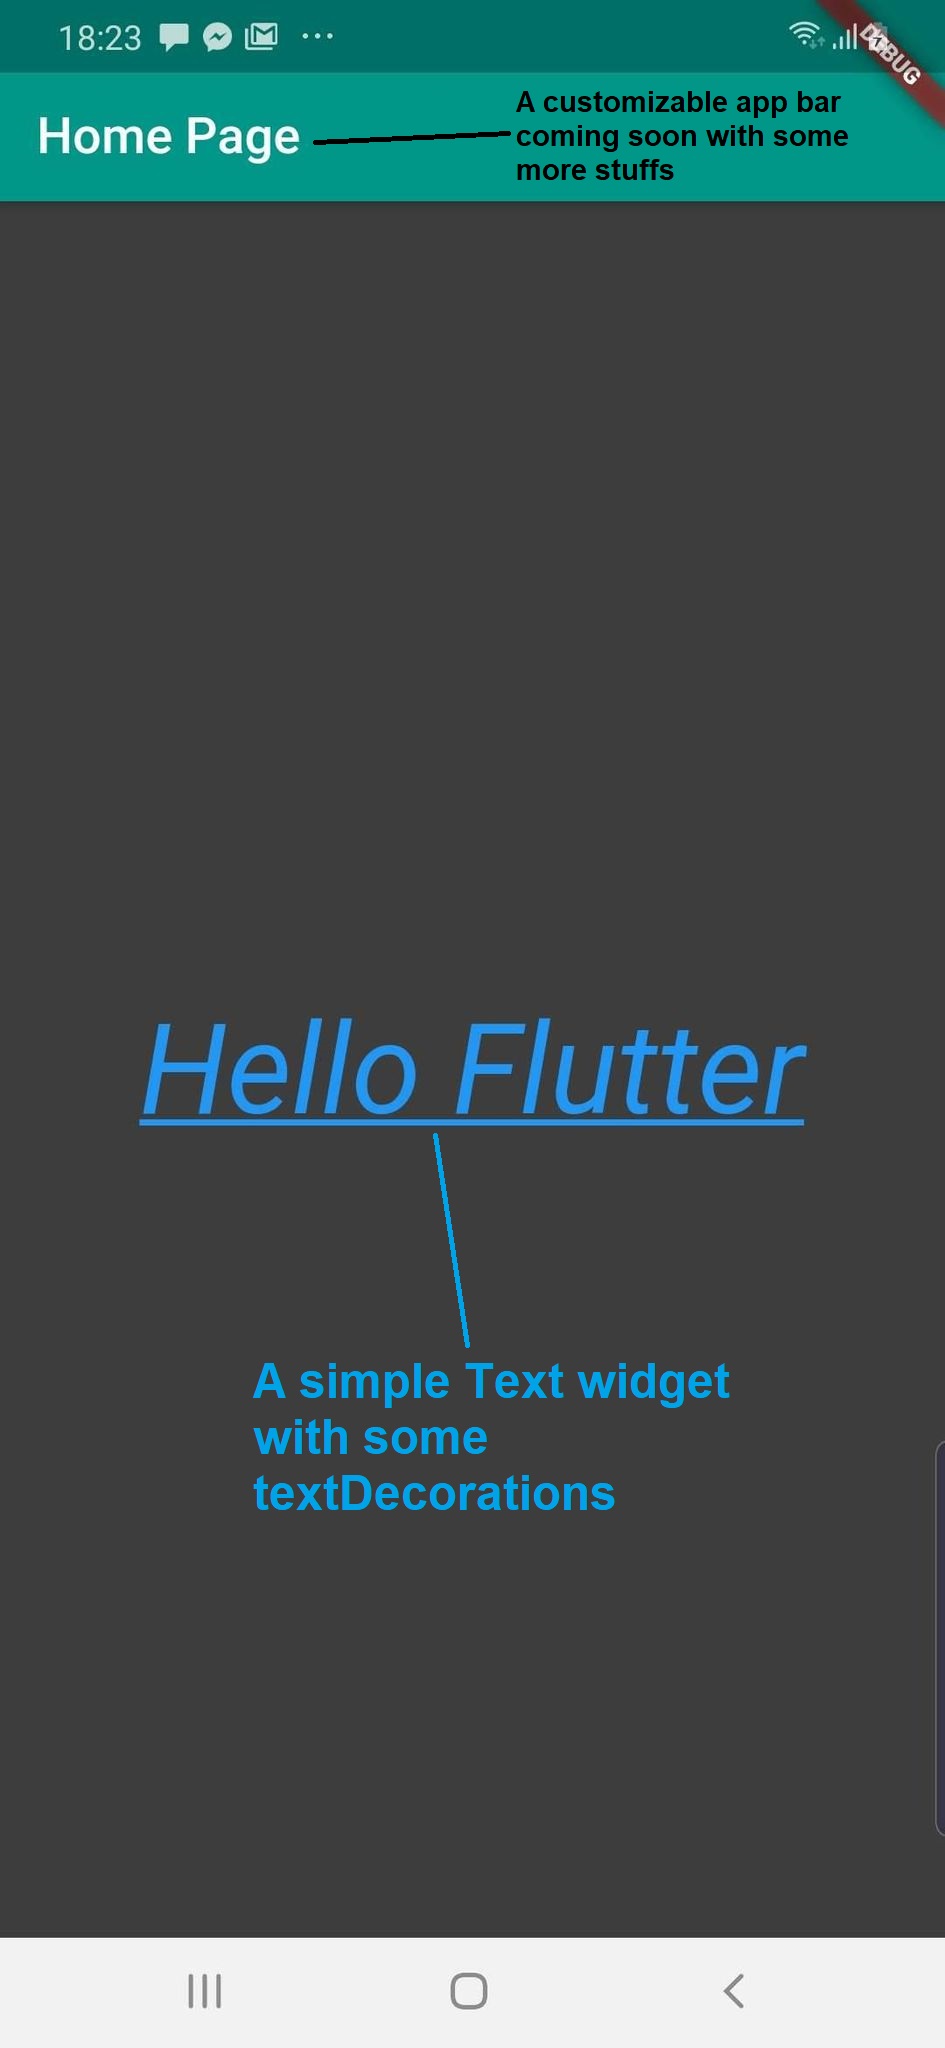 18:23
DEBUG
Home Page
A customizable app bar
coming soon with some
more stuffs
Hello Flutter
A simple Text widget
with some
textDecorations